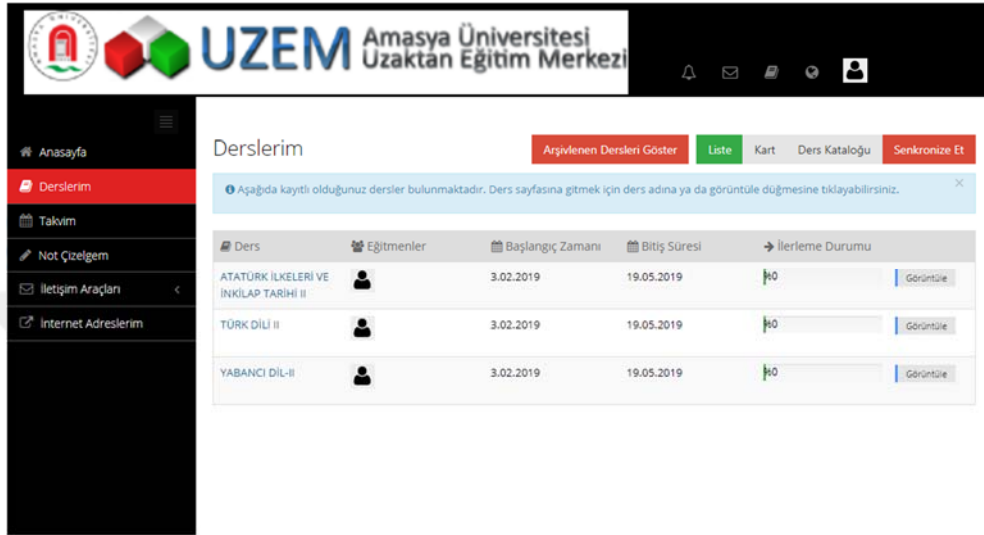 UZEM Amasya Üniversitesi
Uzaktan Eğitim Merkezi
Anasayfa
Derslerim
Takvim
Not Çizelgem
İletişim Araçları
İnternet Adreslerim
Derslerim
Arşivlenen Dersleri Göster
Liste
Kart
Ders Kataloğu
Senkronize Et
Aşağıda kayıtlı olduğunuz dersler bulunmaktadır. Ders sayfasına gitmek için ders adına ya da görüntüle düğmesine tıklayabilirsiniz.
Ders Eğitmenler Başlangıç Zamanı Bitiş Süresi İlerleme Durumu
ATATÜRK İLKELERİ VE
İNKİLAP TARİHİ II
3.02.2019 19.05.2019 %0 Görüntüle
TÜRK DİLİ II 3.02.2019 19.05.2019 %0 Görüntüle
YABANCI DİL-II 3.02.2019 19.05.2019 %0 Görüntüle